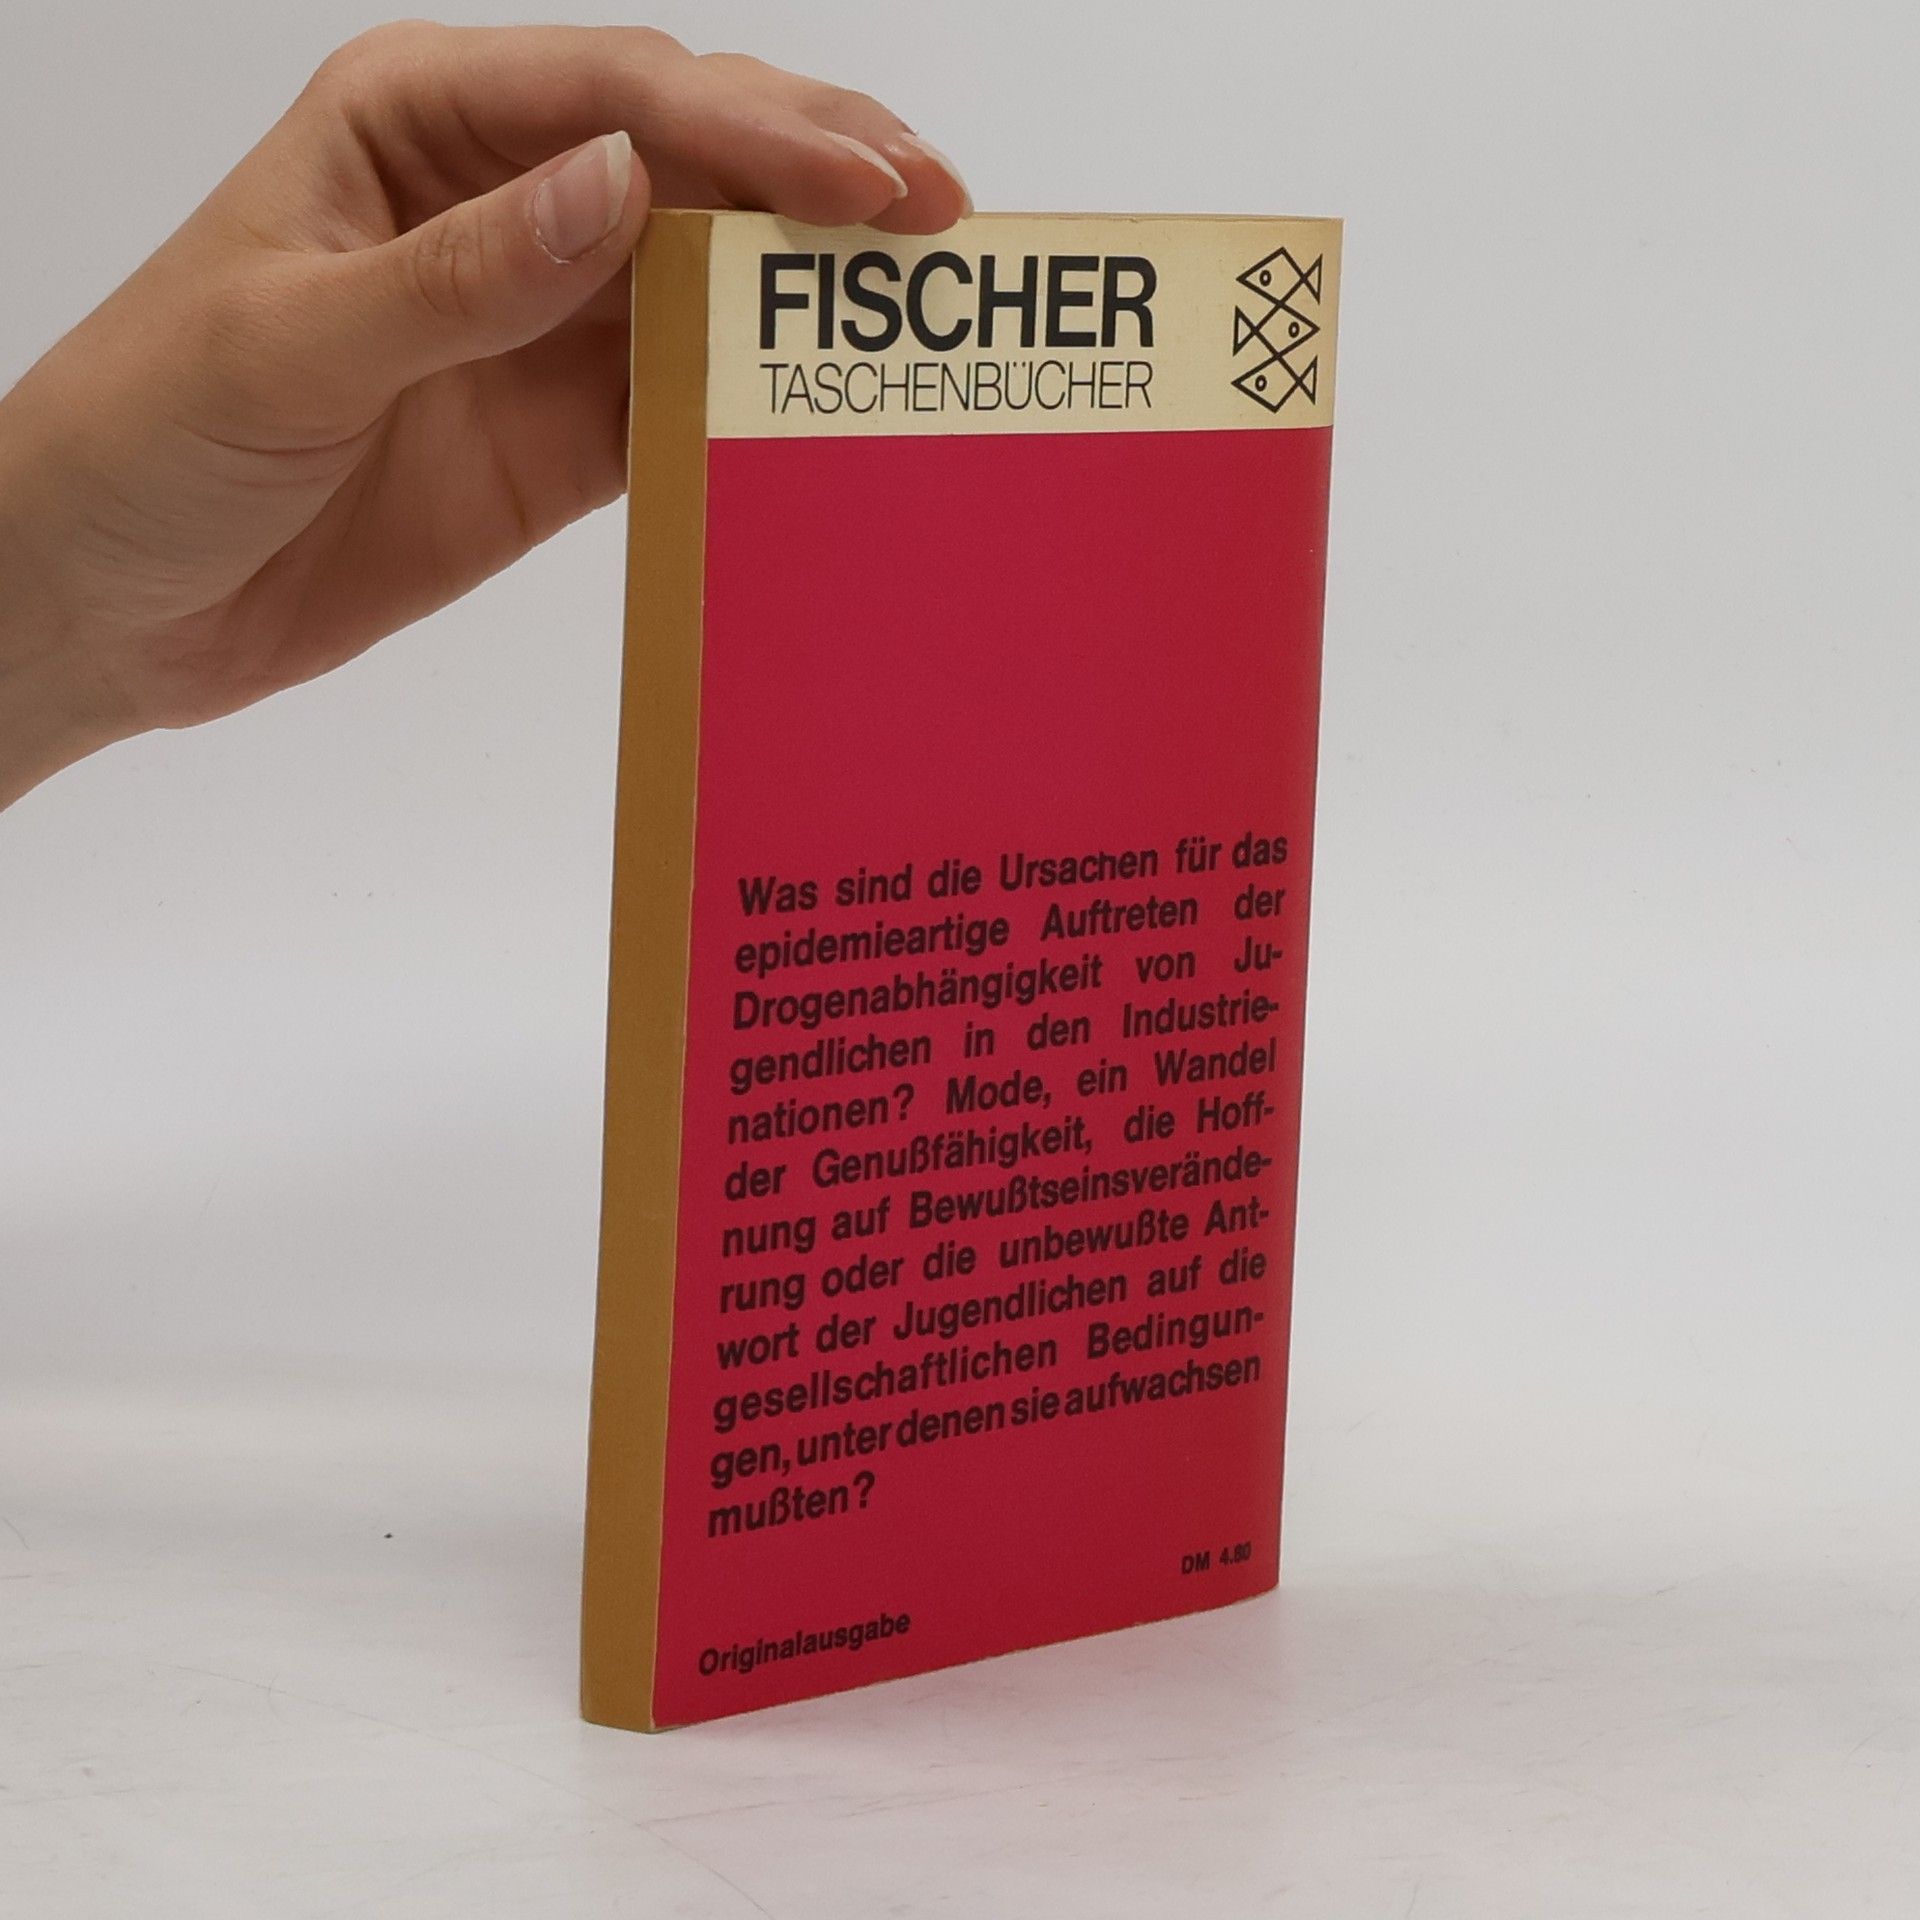 FISCHER
TASCHENBÜCHER
Was sind die Ursachen für das
epidemieartige Auftreten der
Drogenabhängigkeit von Ju-
gendlichen in den Industrie-
nationen? Mode, ein Wandel
der Genußfähigkeit, die Hoff-
nung auf Bewußtseinsverände-
rung oder die unbewußte Ant-
wort der Jugendlichen auf die
gesellschaftlichen Bedingun-
gen, unter denen sie aufwachsen
mußten?
DM 4.80
Originalausgabe